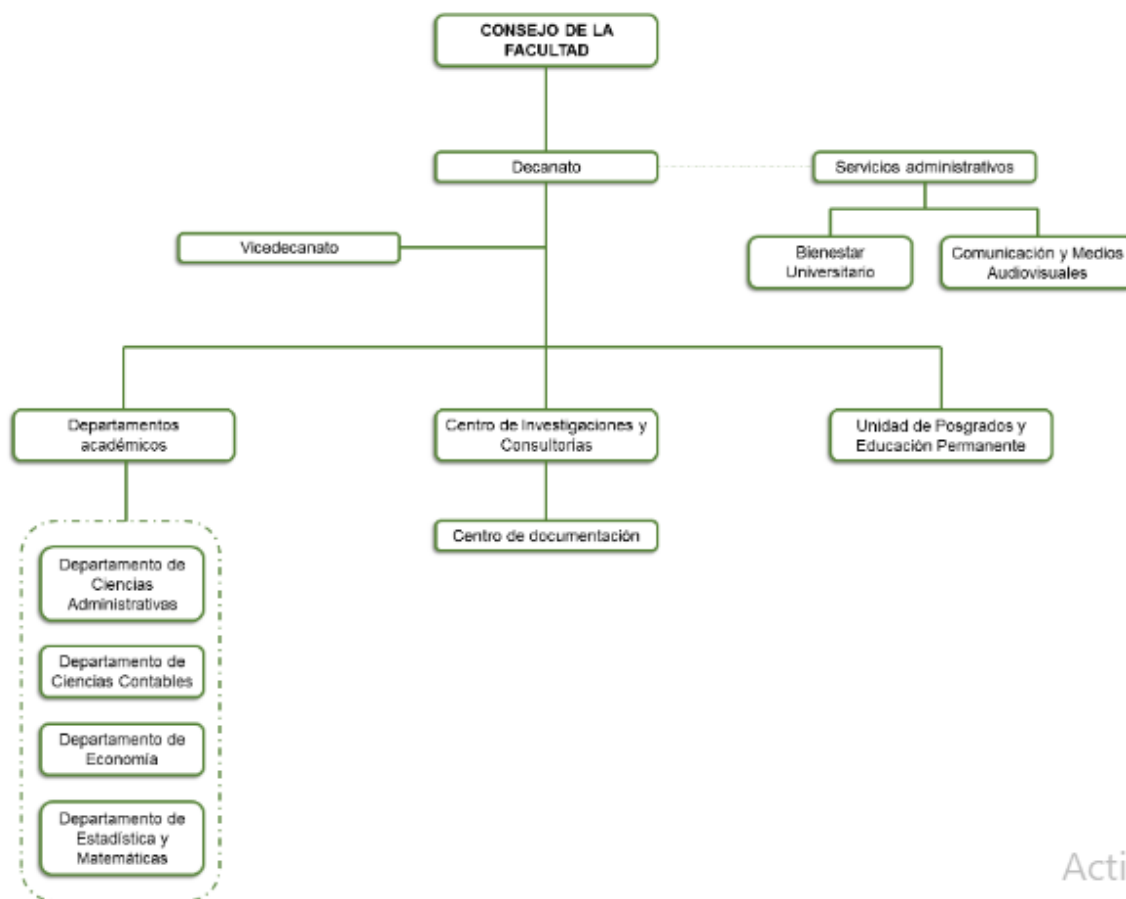 CONSEJO DE LA
FACULTAD
Decanato
Servicios administrativos
Vicedecanato
Bienestar
Universitario
Comunicación y Medios
Audiovisuales
Departamentos
académicos
Centro de Investigaciones y
Consultorías
Unidad de Posgrados y
Educación Permanente
Centro de documentación
Departamento de
Ciencias
Administrativas
Departamento de
Ciencias Contables
Departamento de
Economía
Departamento de
Estadística y
Matemáticas
Acti